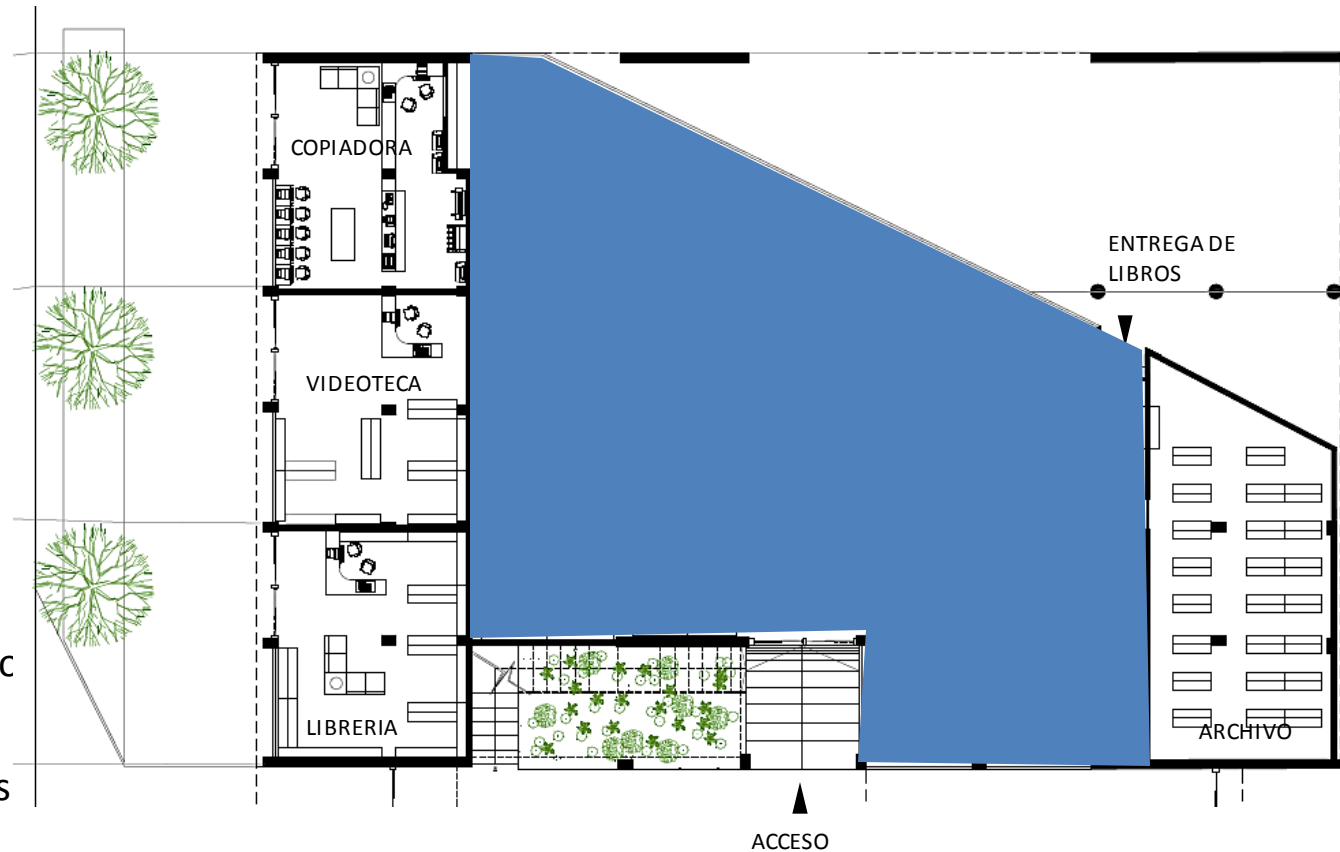 COPIADORA
ENTREGA DE
LIBROS
VIDEOTECA
C
LIBRERIA
ARCHIVO
S
ACCESO